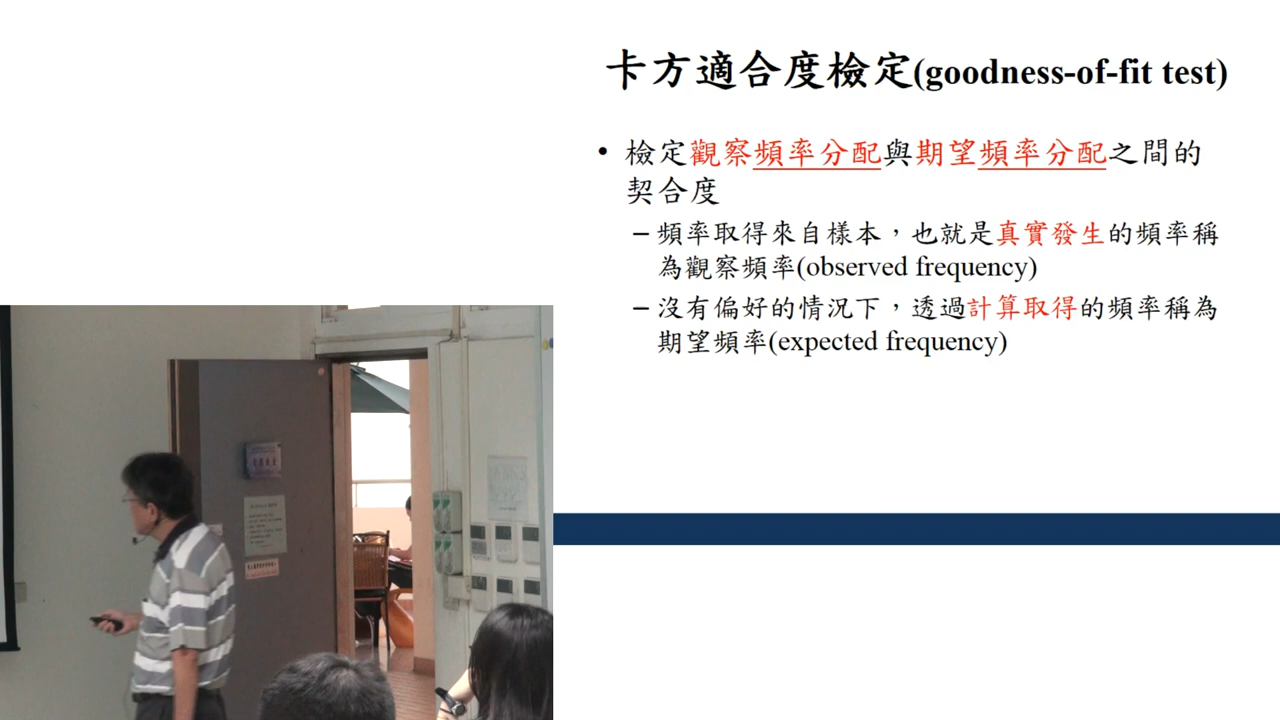 卡方適合度檢定(goodness-of-fit test)
• 檢定觀察頻率分配與期望頻率分配之間的
契合度
– 頻率取得來自樣本，也就是真實發生的頻率稱
為觀察頻率(observed frequency)
– 沒有偏好的情況下，透過計算取得的頻率稱為
期望頻率(expected frequency)